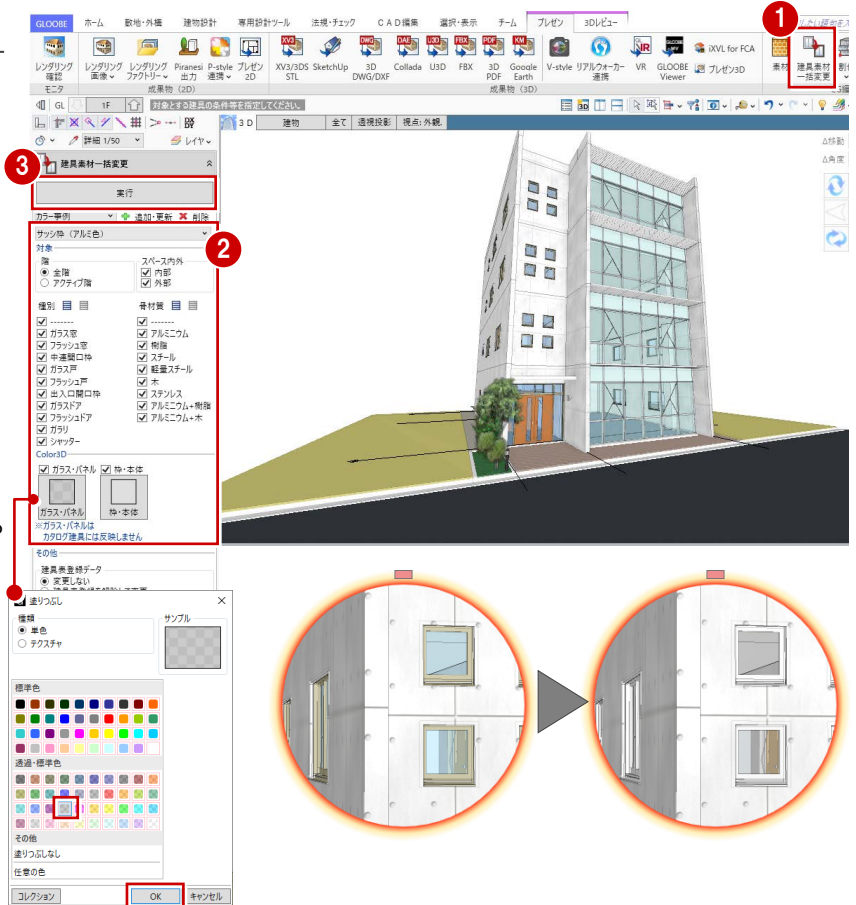 GLOOBE ホーム 敷地・外構 建物設計 専用設計ツール 法規・チェック CAD編集 選択・表示 チーム プレゼン 3Dレビュー
1
レンダリング確認 レンダリング画像 レンダリングファクトリー Piranesi出力 P-style連携 プレゼン2D XV3/3DS STL SketchUp 3D DWG/DXF Collada U3D FBX 3D PDF Google Earth V-style リアルウォーカー連携 VR GLOOBE Viewer iXVL for FCA プレゼン3D 素材 建具素材一括変更
モニタ 成果物（2D） 成果物（3D）
GL 1F 対象とする建具の条件等を指定してください。
3D 建物 全て 透視投影 視点:外観
詳細 1/50 レイヤ
△移動
△角度
建具素材一括変更
3
実行
カラー事例 追加・更新 削除
サッシ枠（アルミ色）
2
対象
階 スペース内外
全階 内部
アクティブ階 外部
種別 骨材質
------- -------
ガラス窓 アルミニウム
フラッシュ窓 樹脂
中連開口枠 スチール
ガラス戸 軽量スチール
フラッシュ戸 木
出入口開口枠 ステンレス
ガラスドア アルミニウム+樹脂
フラッシュドア アルミニウム+木
ガラリ
シャッター
Color3D
ガラス・パネル 枠・本体
ガラス・パネル 枠・本体
※ガラス・パネルは
カタログ建具には反映しません
その他
建具表登録データ
変更しない
塗りつぶし
種類 サンプル
単色
テクスチャ
標準色
透過・標準色
その他
塗りつぶしなし
任意の色
コレクション OK キャンセル